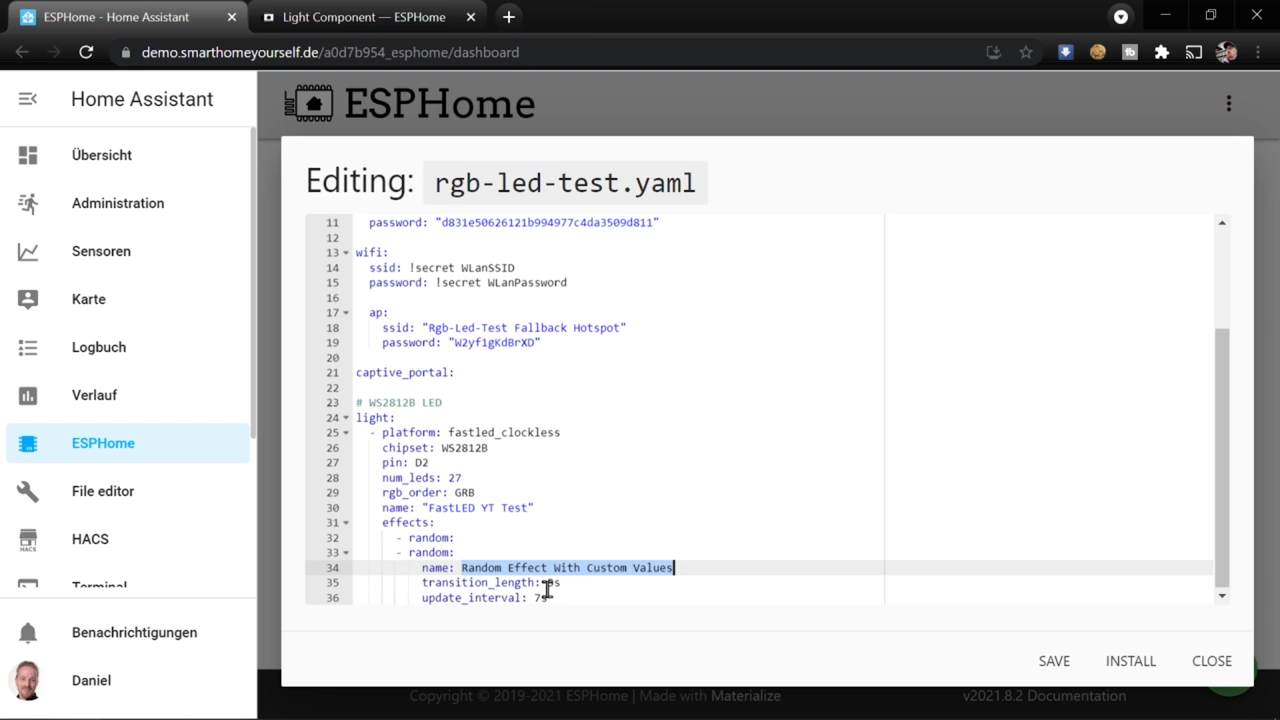 ESPHome - Home Assistant
Light Component — ESPHome
demo.smarthomeyourself.de/a0d7b954_esphome/dashboard
Home Assistant
ESPHome
Übersicht
Administration
Sensoren
Karte
Logbuch
Verlauf
ESPHome
File editor
HACS
HACS
Terminal
Benachrichtigungen
Daniel
Editing: rgb-led-test.yaml
11 password: "d831e50626121b994977c4da3509d811"
12
13 wifi:
14 ssid: !secret WLanSSID
15 password: !secret WLanPassword
16
17 ap:
18 ssid: "Rgb-Led-Test Fallback Hotspot"
19 password: "W2yf1gKdBrXD"
20
21 captive_portal:
22
23 # WS2812B LED
24 light:
25 - platform: fastled_clockless
26 chipset: WS2812B
27 pin: D2
28 num_leds: 27
29 rgb_order: GRB
30 name: "FastLED YT Test"
31 effects:
32 - random:
33 - random:
34 name: Random Effect With Custom Values
35 transition_length:
36 update_interval: 7s
SAVE
INSTALL
CLOSE
Copyright © 2019-2021 ESPHome | Made with Materialize
v2021.8.2 Documentation